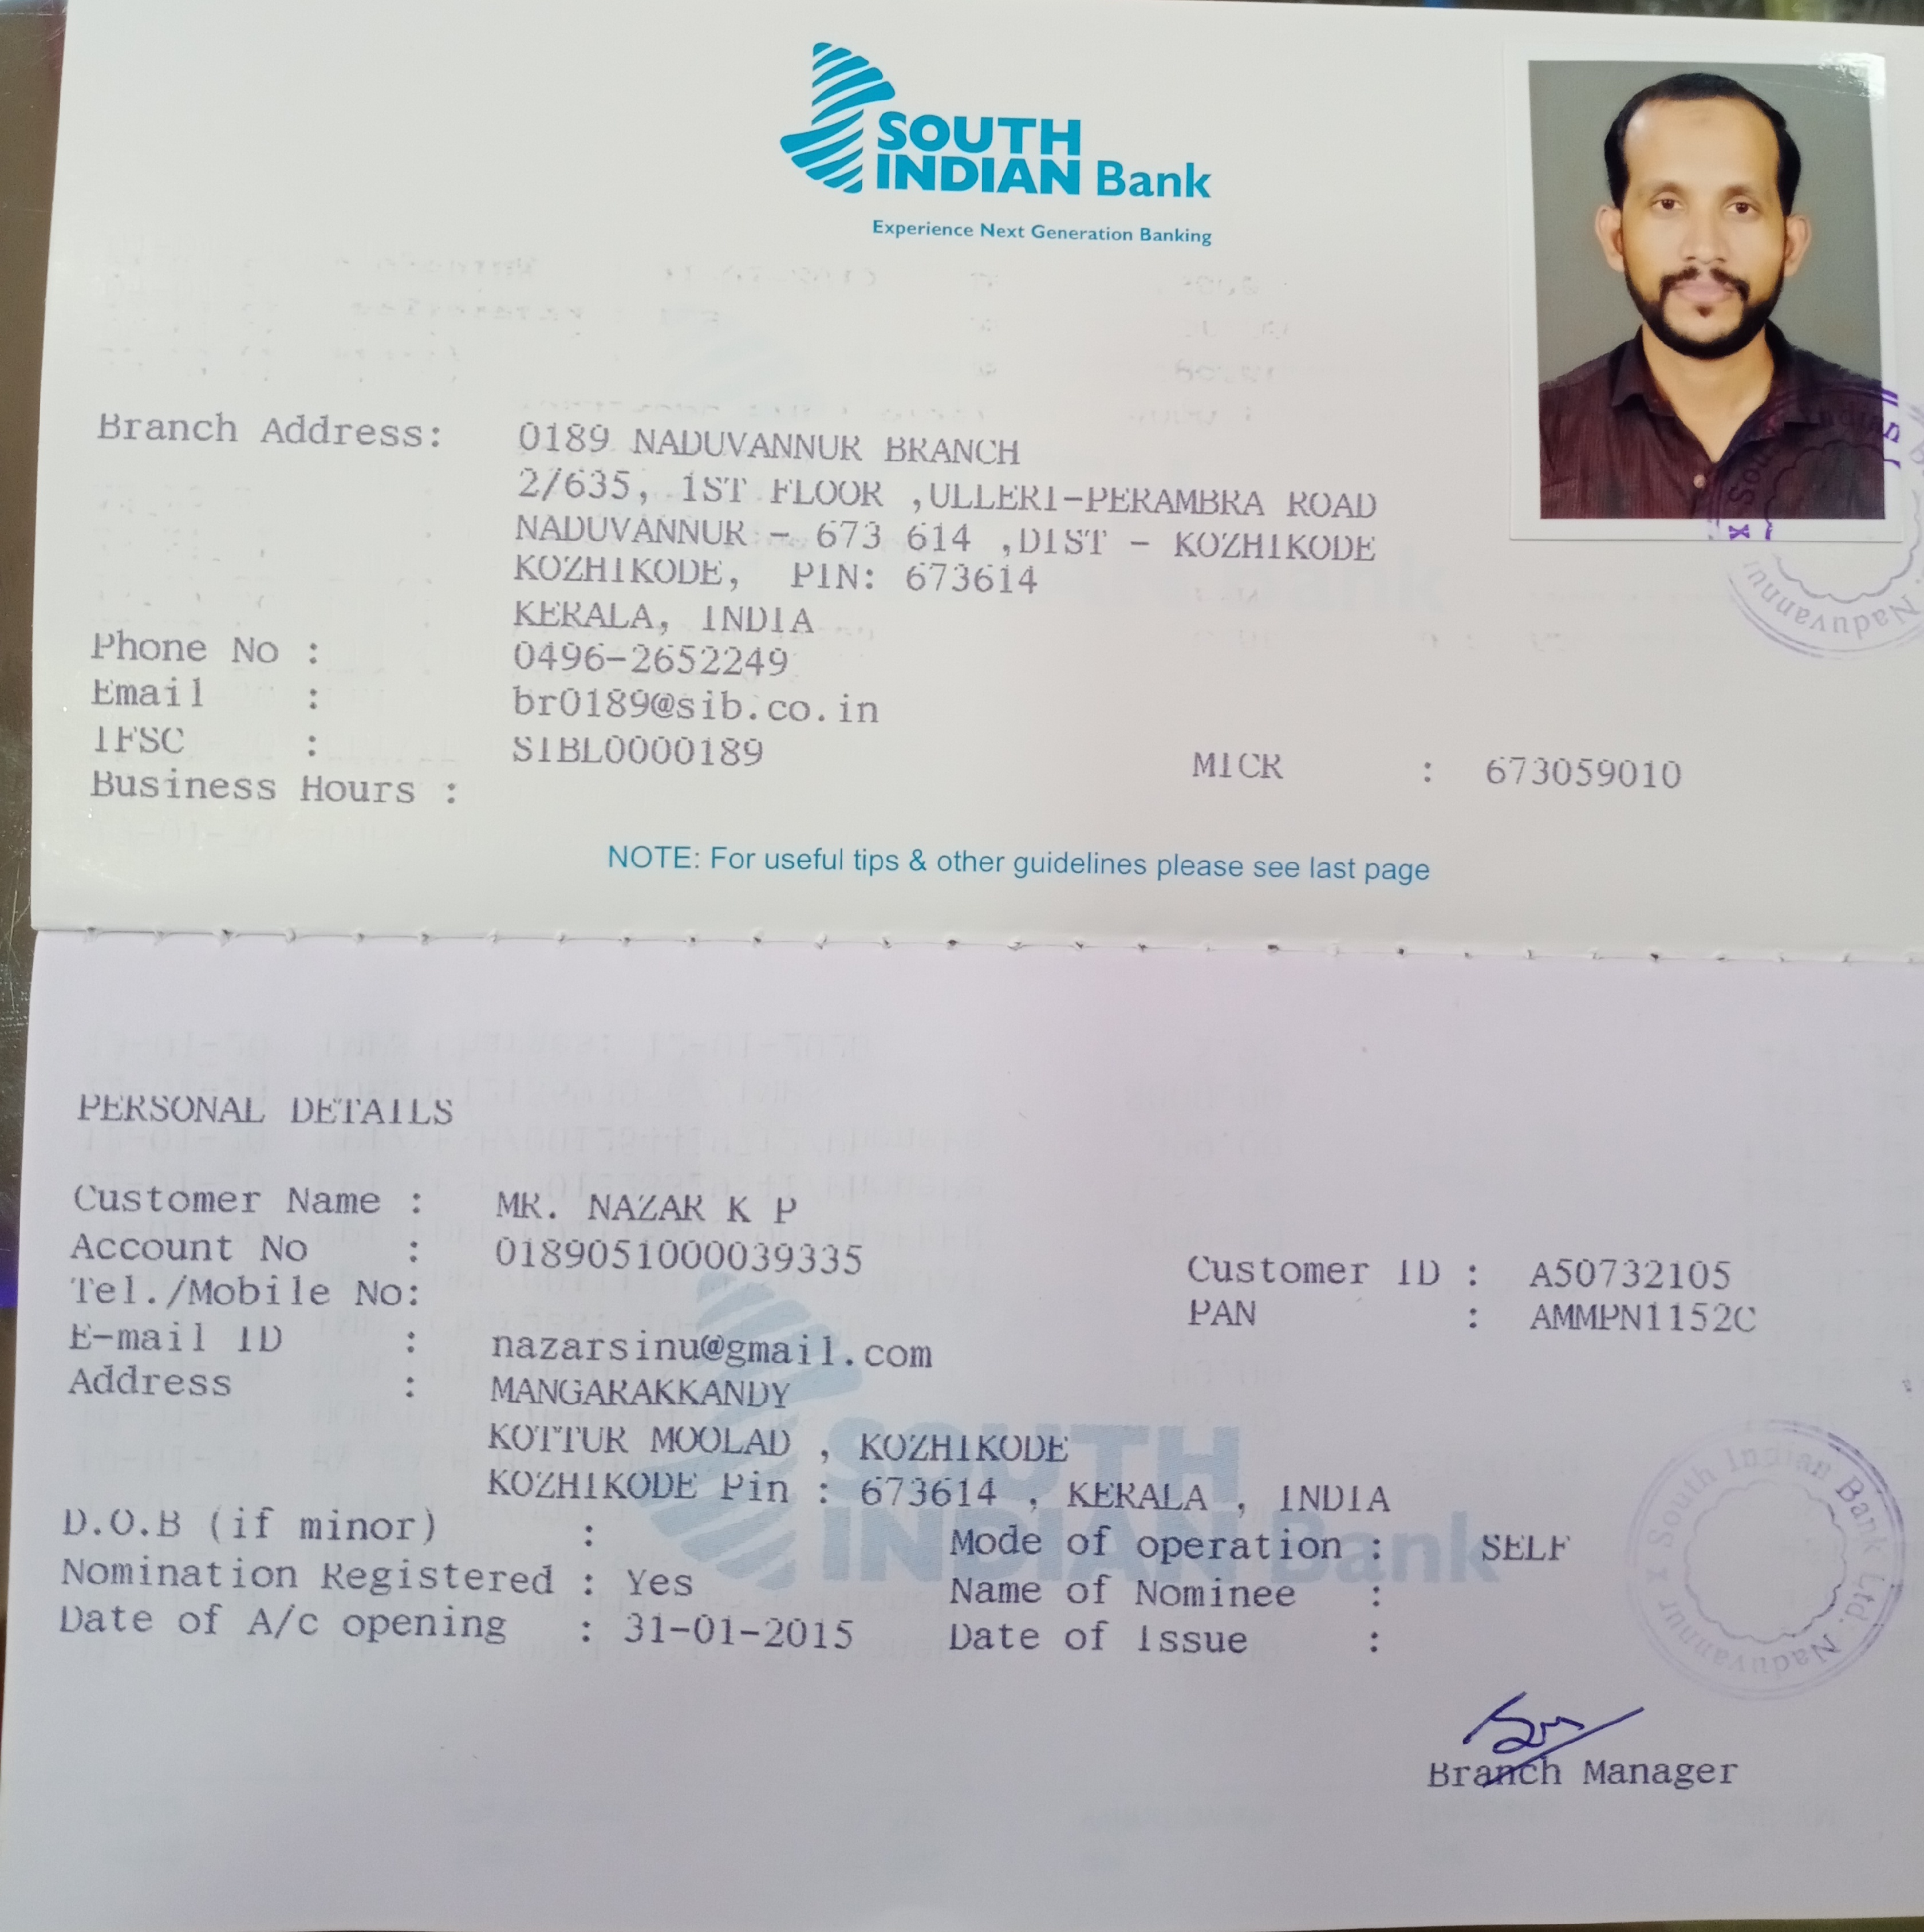 SOUTH
INDIAN Bank
Experience Next Generation Banking
Branch Address: 0189 NADUVANNUR BRANCH
2/635, 1ST FLOOR ,ULLERI-PERAMBRA ROAD
NADUVANNUR - 673 614 ,DIST - KOZHIKODE
KOZHIKODE, PIN: 673614
KERALA, INDIA
Phone No : 0496-2652249
Email : br0189@sib.co.in
IFSC : SIBL0000189 MICR : 673059010
Business Hours :
NOTE: For useful tips & other guidelines please see last page
PERSONAL DETAILS
Customer Name : MR. NAZAR K P
Account No : 0189051000039335 Customer ID : A50732105
Tel./Mobile No: PAN : AMMPN1152C
E-mail ID : nazarsinu@gmail.com
Address : MANGARAKKANDY
KOTTUR MOOLAD , KOZHIKODE
KOZHIKODE Pin : 673614 , KERALA , INDIA
D.O.B (if minor) : Mode of operation : SELF
Nomination Registered : Yes Name of Nominee :
Date of A/c opening : 31-01-2015 Date of Issue :
SOUTH
INDIAN Bank
South Indian Bank Ltd. Naduvannur
Branch Manager